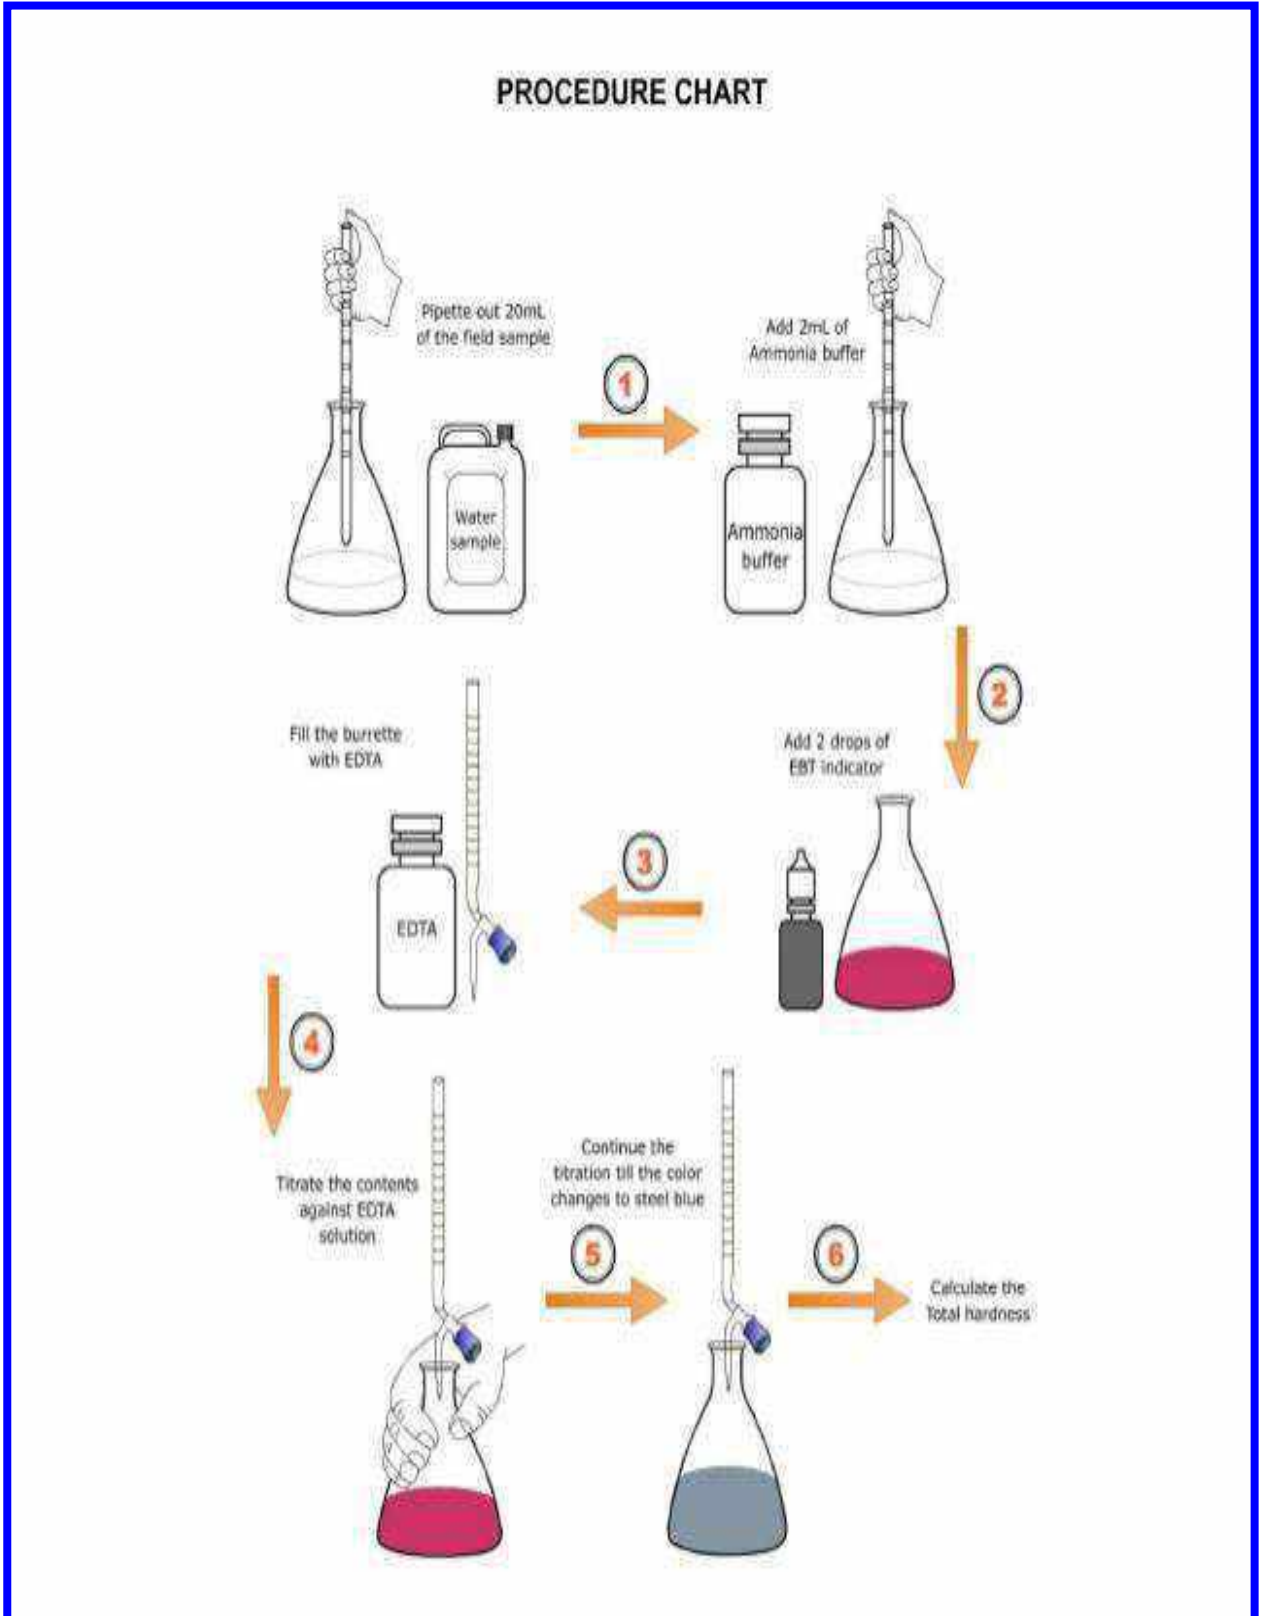 PROCEDURE CHART
Pipette out 20mL
of the field sample
1
Water
sample
Add 2mL of
Ammonia buffer
Ammonia
buffer
2
Add 2 drops of
EBT indicator
3
Fill the burrette
with EDTA
EDTA
4
Titrate the contents
against EDTA
solution
5
Continue the
titration till the color
changes to steel blue
6
Calculate the
Total hardness